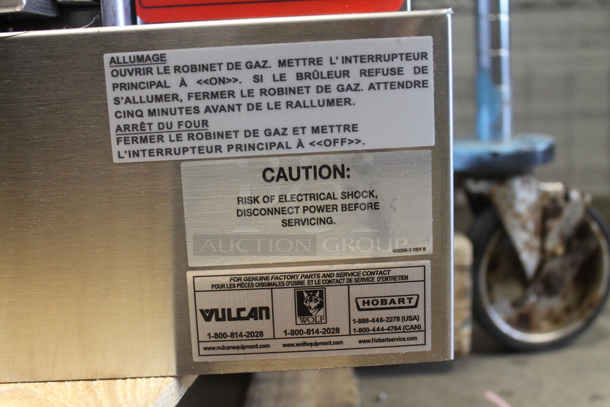 ALLUMAGE
OUVRIR LE ROBINET DE GAZ. METTRE L'INTERRUPTEUR
PRINCIPAL À <<ON>>. SI LE BRÛLEUR REFUSE DE
S'ALLUMER, FERMER LE ROBINET DE GAZ. ATTENDRE
CINQ MINUTES AVANT DE LE RALLUMER.
ARRÊT DU FOUR
FERMER LE ROBINET DE GAZ ET METTRE
L'INTERRUPTEUR PRINCIPAL À <<OFF>>.
CAUTION:
RISK OF ELECTRICAL SHOCK,
DISCONNECT POWER BEFORE
SERVICING.
AUCTION GROUP
FOR GENUINE FACTORY PARTS AND SERVICE CONTACT
POUR LES PIÈCES ORIGINALES D'USINE ET LE CONTACT DE SERVICE D'ENTRETIEN
VULCAN
1-800-814-2028
www.vulcanequipment.com
WOLF
1-800-814-2028
www.wolfequipment.com
HOBART
1-888-446-2278 (USA)
1-800-444-4764 (CAN)
www.Hobartservice.com